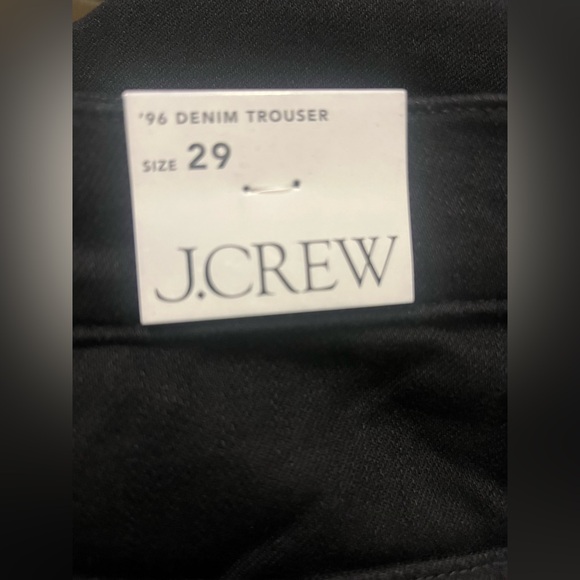 '96 DENIM TROUSER
SIZE 29
J.CREW